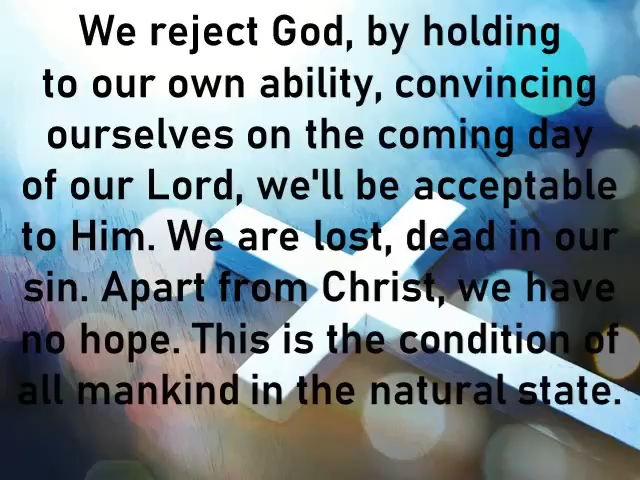 We reject God, by holding
to our own ability, convincing
ourselves on the coming day
of our Lord, we'll be acceptable
to Him. We are lost, dead in our
sin. Apart from Christ, we have
no hope. This is the condition of
all mankind in the natural state.